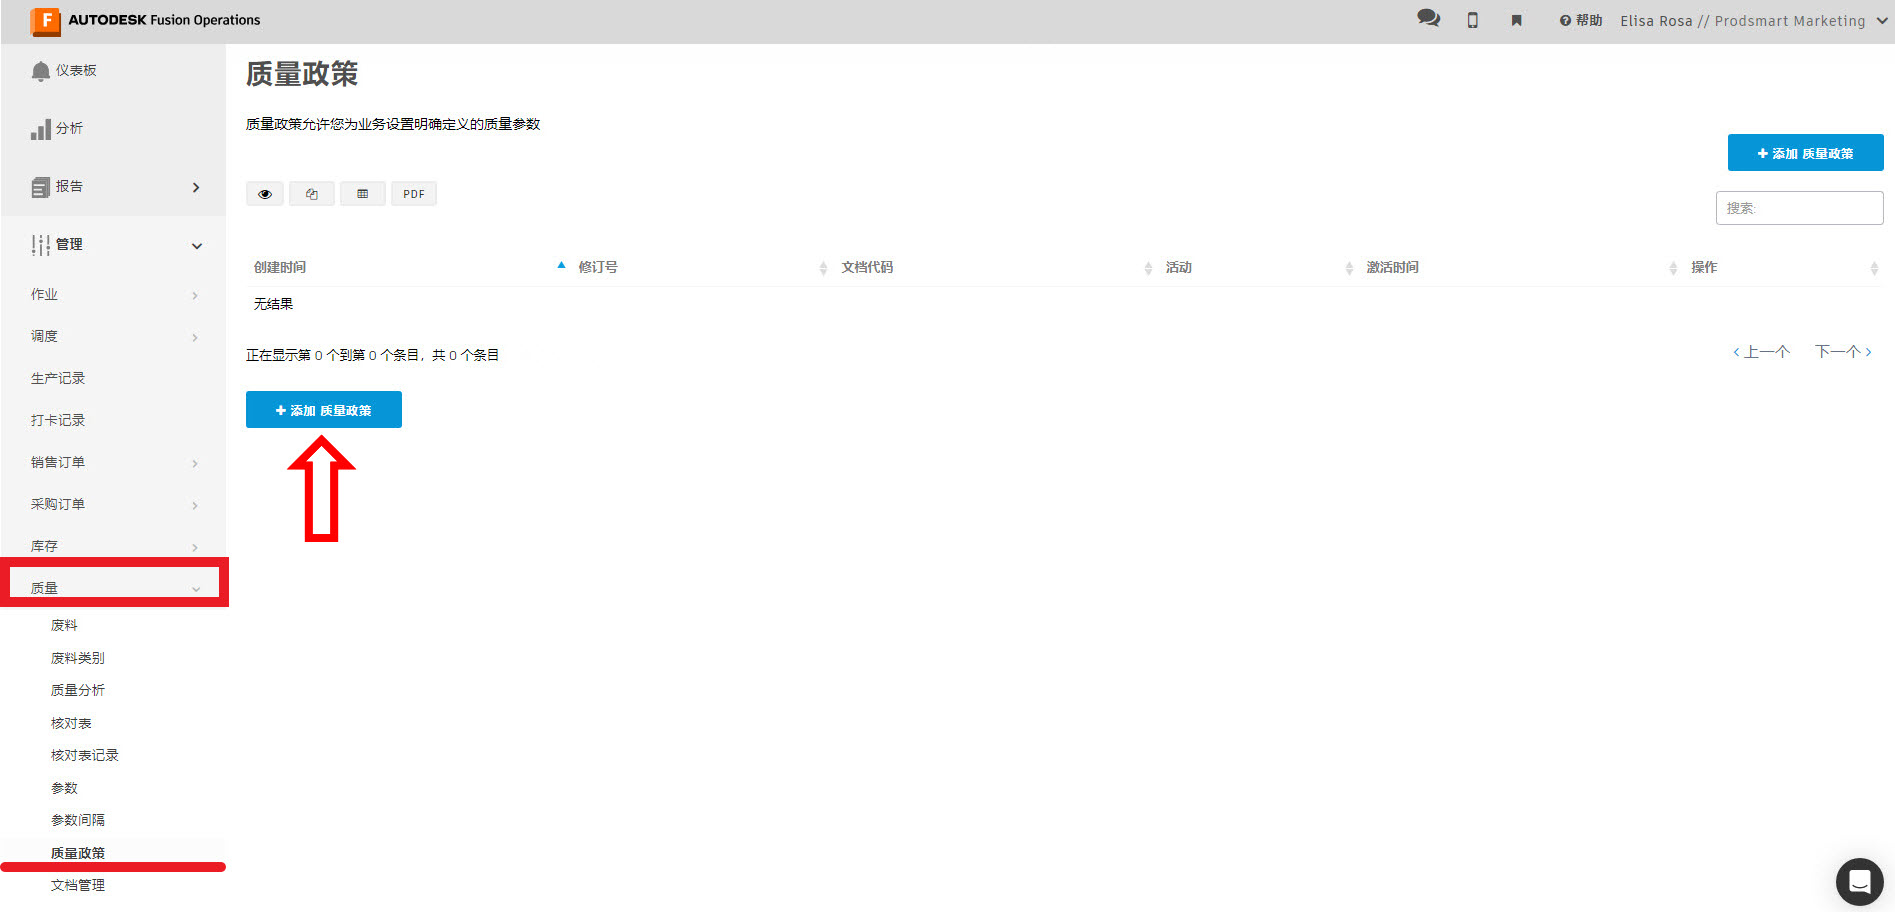 F AUTODESK Fusion Operations
帮助 Elisa Rosa // Prodsmart Marketing
仪表板
分析
报告
管理
作业
调度
生产记录
打卡记录
销售订单
采购订单
库存
质量
废料
废料类别
质量分析
核对表
核对表记录
参数
参数间隔
质量政策
文档管理
质量政策
质量政策允许您为业务设置明确定义的质量参数
+ 添加 质量政策
PDF
搜索:
创建时间 修订号 文档代码 活动 激活时间 操作
无结果
正在显示第 0 个到第 0 个条目，共 0 个条目
‹ 上一个 下一个 ›
+ 添加 质量政策